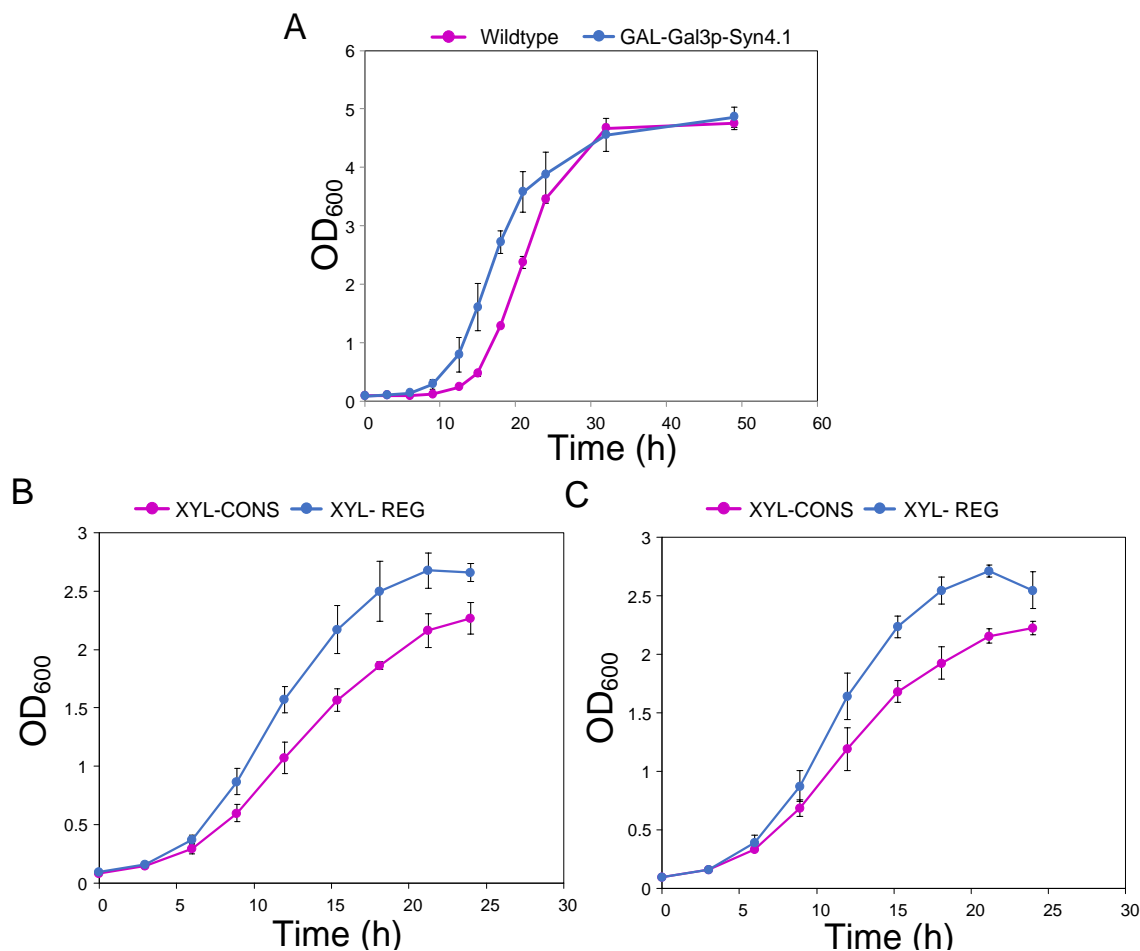 A
Wildtype GAL-Gal3p-Syn4.1
6
5
4
3
2
1
0
OD600
0 10 20 30 40 50 60
Time (h)
B
XYL-CONS XYL- REG
3
2.5
2
1.5
1
0.5
0
OD600
0 5 10 15 20 25 30
Time (h)
C
XYL-CONS XYL- REG
3
2.5
2
1.5
1
0.5
0
OD600
0 5 10 15 20 25 30
Time (h)